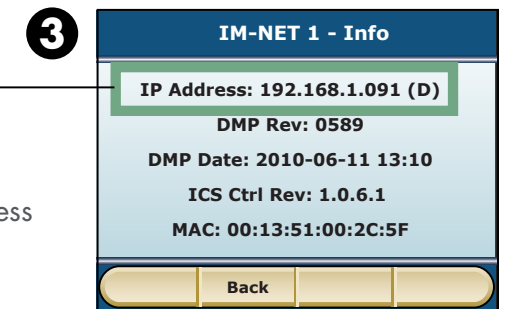 3
IM-NET 1 - Info
IP Address: 192.168.1.091 (D)
DMP Rev: 0589
DMP Date: 2010-06-11 13:10
ICS Ctrl Rev: 1.0.6.1
ess
MAC: 00:13:51:00:2C:5F
Back